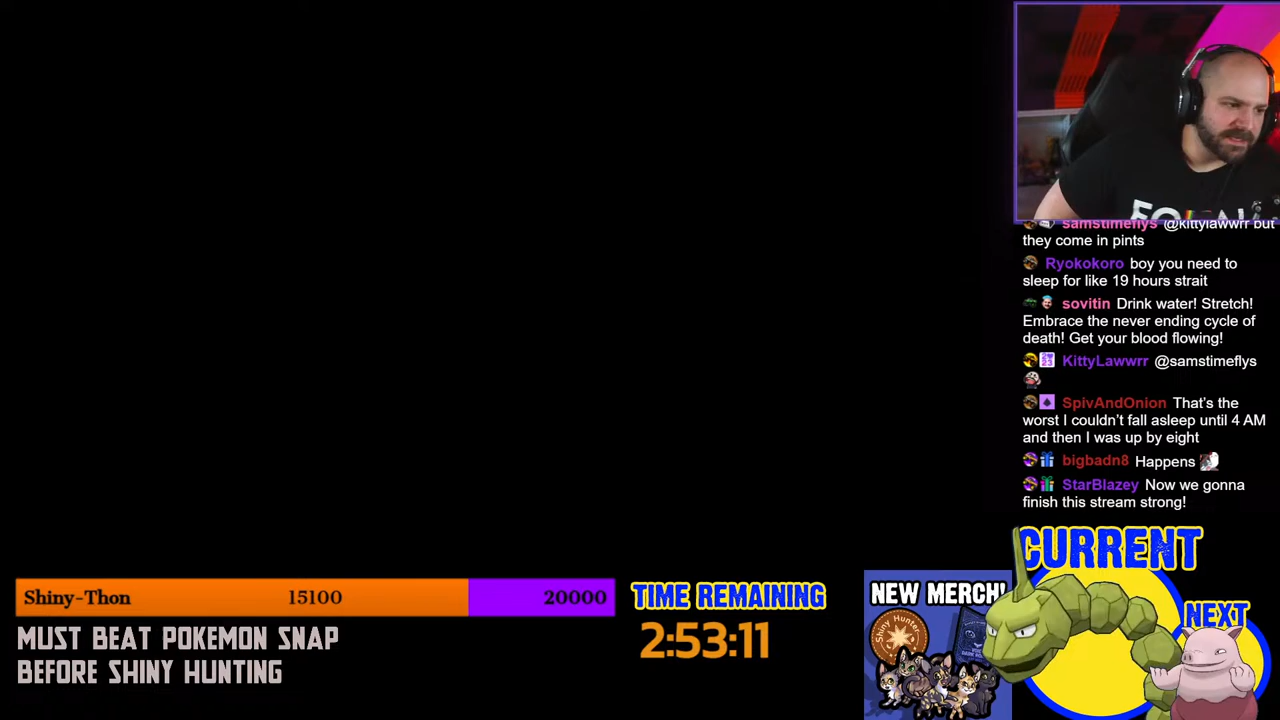 samstimeflys @kittylawwrr but
they come in pints
Ryokokoro boy you need to
sleep for like 19 hours strait
sovitin Drink water! Stretch!
Embrace the never ending cycle of
death! Get your blood flowing!
KittyLawwrr @samstimeflys
SpivAndOnion That's the
worst I couldn't fall asleep until 4 AM
and then I was up by eight
bigbadn8 Happens
StarBlazey Now we gonna
finish this stream strong!
CURRENT
NEXT
Shiny-Thon 15100 20000
MUST BEAT POKEMON SNAP
BEFORE SHINY HUNTING
TIME REMAINING
2:53:11
NEW MERCH!
Shiny Hunter